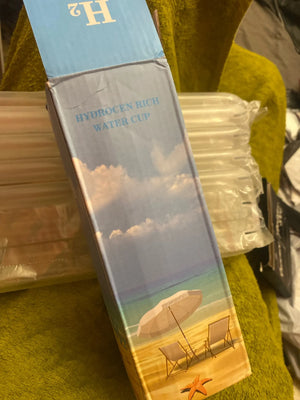 H₂
HYDROGEN RICH
WATER CUP